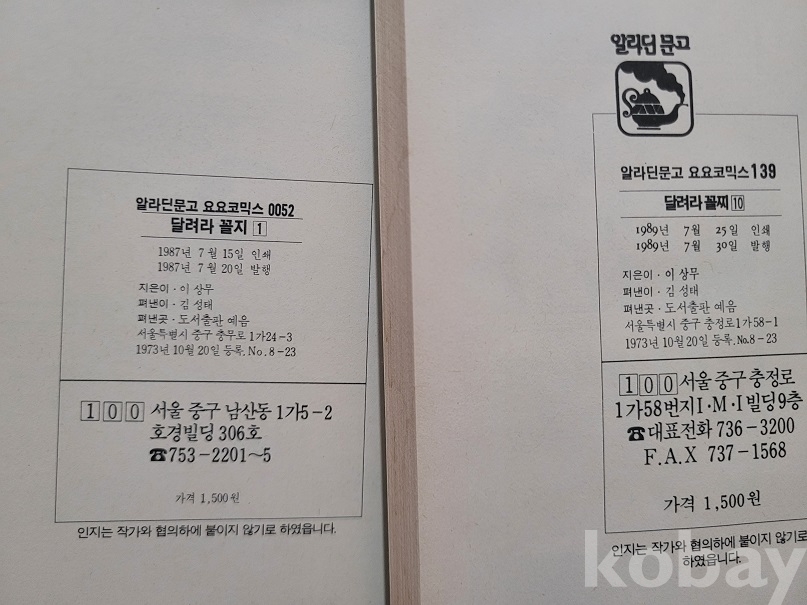 알라딘문고 요요코믹스 0052
달려라 꼴지 1
1987년 7월 15일 인쇄
1987년 7월 20일 발행
지은이·이 상무
펴낸이·김 성태
펴낸곳·도서출판 예음
서울특별시 중구 충무로 1가24-3
1973년 10월 20일 등록. No. 8-23
100 서울 중구 남산동 1가5-2
호경빌딩 306호
☎753-2201~5
가격 1,500원
인지는 작가와 협의하에 붙이지 않기로 하였읍니다.
알라딘 문고
알라딘문고 요요코믹스139
달려라 꼴찌 10
1989년 7월 25일 인쇄
1989년 7월 30일 발행
지은이·이 상무
펴낸이·김 성태
펴낸곳·도서출판 예음
서울특별시 중구 충정로1가58-1
1973년 10월 20일 등록. No.8-23
100 서울 중구 충정로
1가58번지I·M·I빌딩9층
☎대표전화 736-3200
F.A.X 737-1568
가격 1,500원
인지는 작가와 협의하에 붙이지 않기로
하였읍니다.
kobay